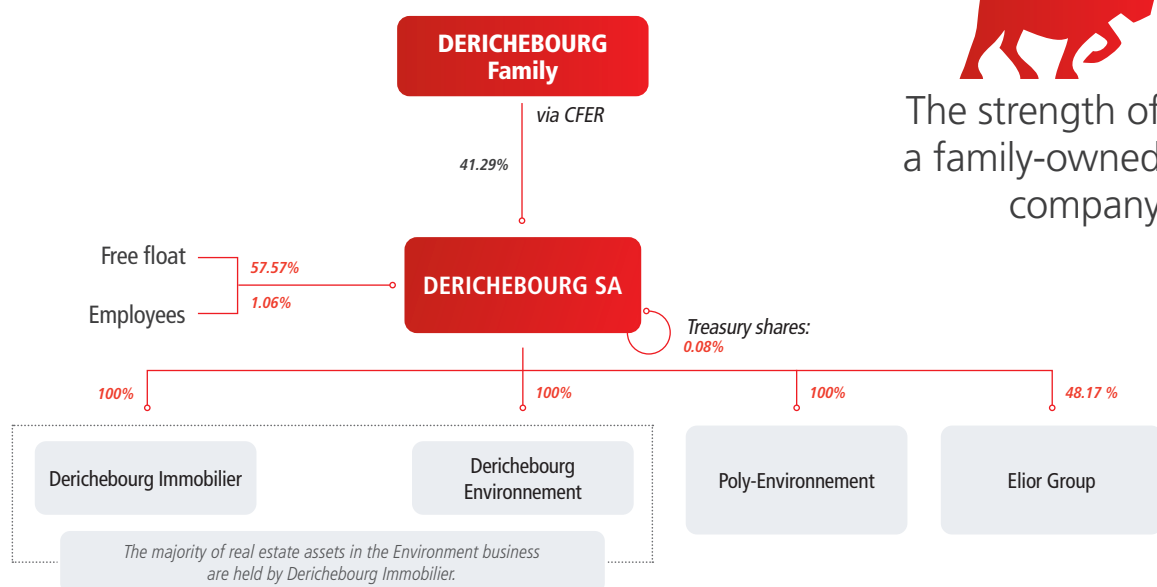 DERICHEBOURG
Family
via CFER
41.29%
The strength of
a family-owned
company
Free float
57.57%
Employees
1.06%
DERICHEBOURG SA
Treasury shares:
0.08%
100%
100%
100%
48.17 %
Derichebourg Immobilier
Derichebourg
Environnement
Poly-Environnement
Elior Group
The majority of real estate assets in the Environment business
are held by Derichebourg Immobilier.